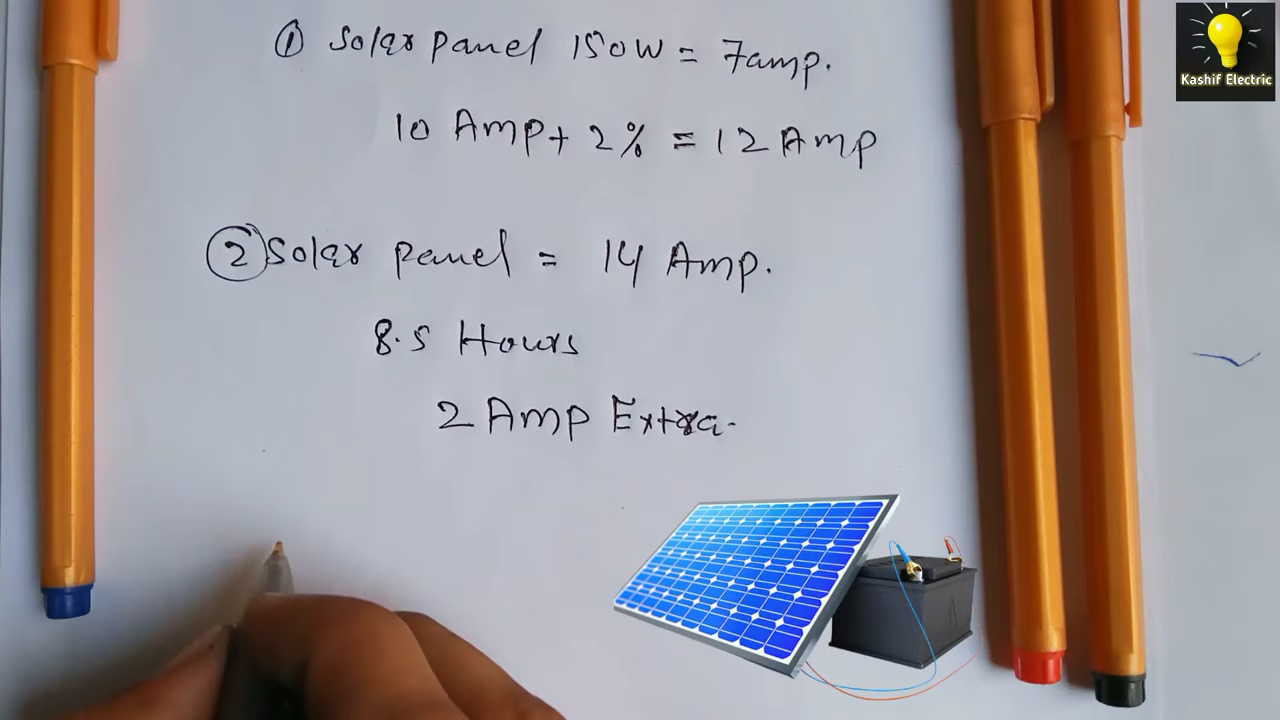 ① Solar panel 150W = 7amp.
10 Amp + 2% = 12 Amp
② Solar panel = 14 Amp.
8.5 Hours
2 Amp Extra.
Kashif Electric